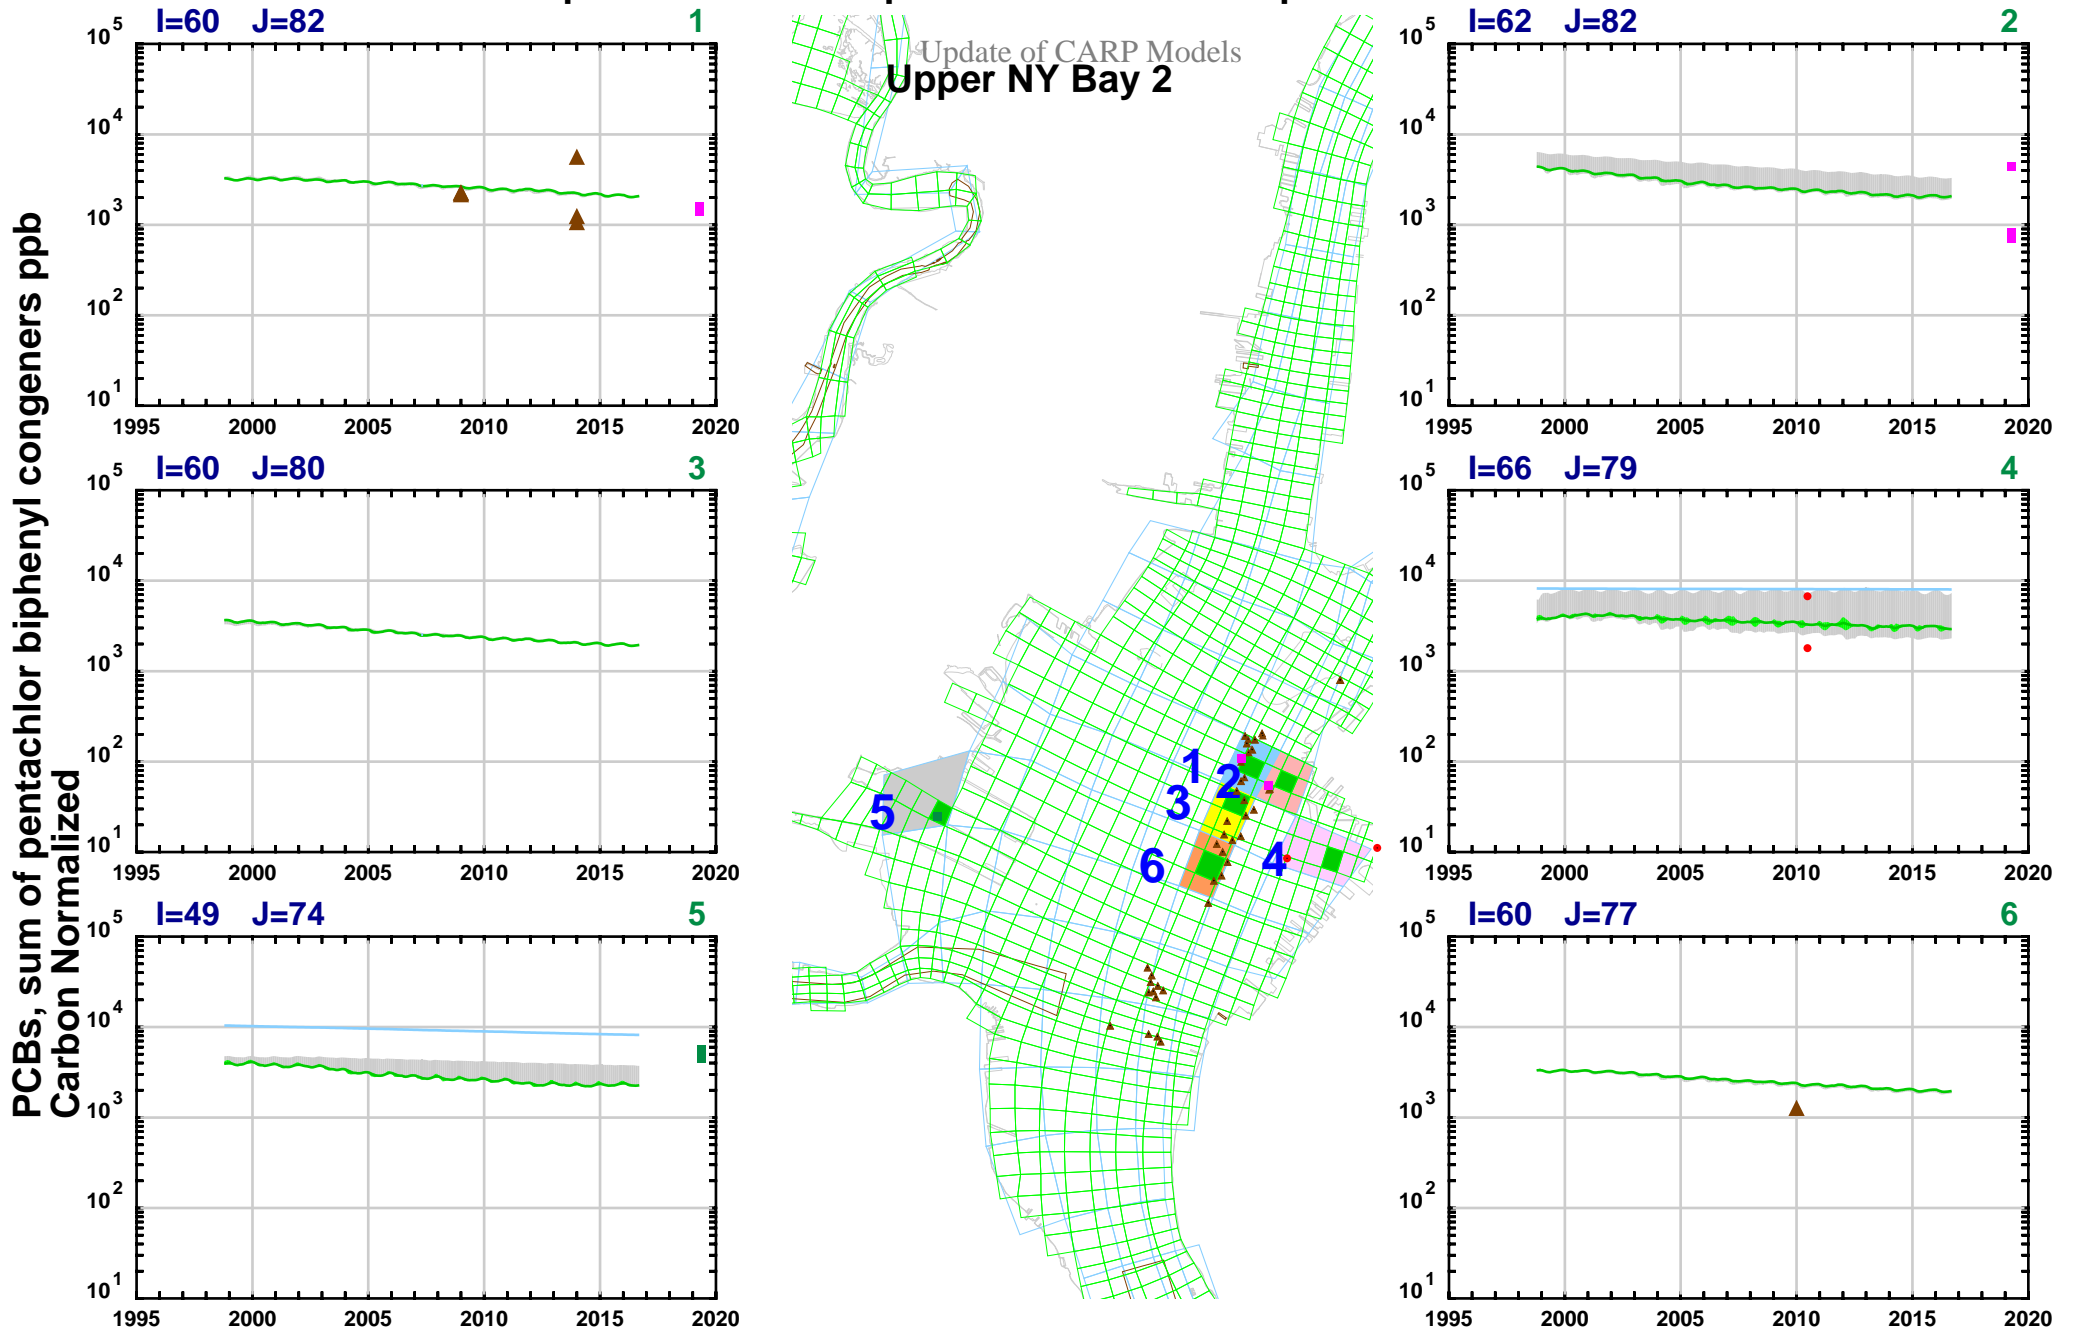 Update of CARP Models
Upper NY Bay 2
PCBs, sum of pentachlor biphenyl congeners ppb
Carbon Normalized
I=60 J=82 1
10^5
10^4
10^3
10^2
10^1
1995 2000 2005 2010 2015 2020
I=62 J=82 2
10^5
10^4
10^3
10^2
10^1
1995 2000 2005 2010 2015 2020
I=60 J=80 3
10^5
10^4
10^3
10^2
10^1
1995 2000 2005 2010 2015 2020
I=66 J=79 4
10^5
10^4
10^3
10^2
10^1
1995 2000 2005 2010 2015 2020
I=49 J=74 5
10^5
10^4
10^3
10^2
10^1
1995 2000 2005 2010 2015 2020
I=60 J=77 6
10^5
10^4
10^3
10^2
10^1
1995 2000 2005 2010 2015 2020
1
2
3
5
6
4